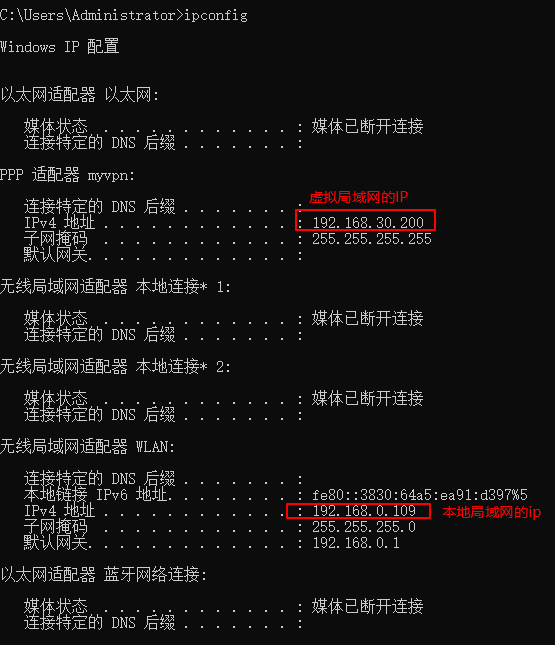 C:\Users\Administrator>ipconfig
Windows IP 配置
以太网适配器 以太网:
媒体状态 . . . . . . . . . . . . : 媒体已断开连接
连接特定的 DNS 后缀 . . . . . . . :
PPP 适配器 myvpn:
虚拟局域网的IP
连接特定的 DNS 后缀 . . . . . . . :
IPv4 地址 . . . . . . . . . . . . : 192.168.30.200
子网掩码 . . . . . . . . . . . . : 255.255.255.255
默认网关. . . . . . . . . . . . . :
无线局域网适配器 本地连接* 1:
媒体状态 . . . . . . . . . . . . : 媒体已断开连接
连接特定的 DNS 后缀 . . . . . . . :
无线局域网适配器 本地连接* 2:
媒体状态 . . . . . . . . . . . . : 媒体已断开连接
连接特定的 DNS 后缀 . . . . . . . :
无线局域网适配器 WLAN:
连接特定的 DNS 后缀 . . . . . . . :
本地链接 IPv6 地址. . . . . . . . : fe80::3830:64a5:ea91:d397%5
IPv4 地址 . . . . . . . . . . . . : 192.168.0.109 本地局域网的ip
子网掩码 . . . . . . . . . . . . : 255.255.255.0
默认网关. . . . . . . . . . . . . : 192.168.0.1
以太网适配器 蓝牙网络连接:
媒体状态 . . . . . . . . . . . . : 媒体已断开连接
连接特定的 DNS 后缀 . . . . . . . :